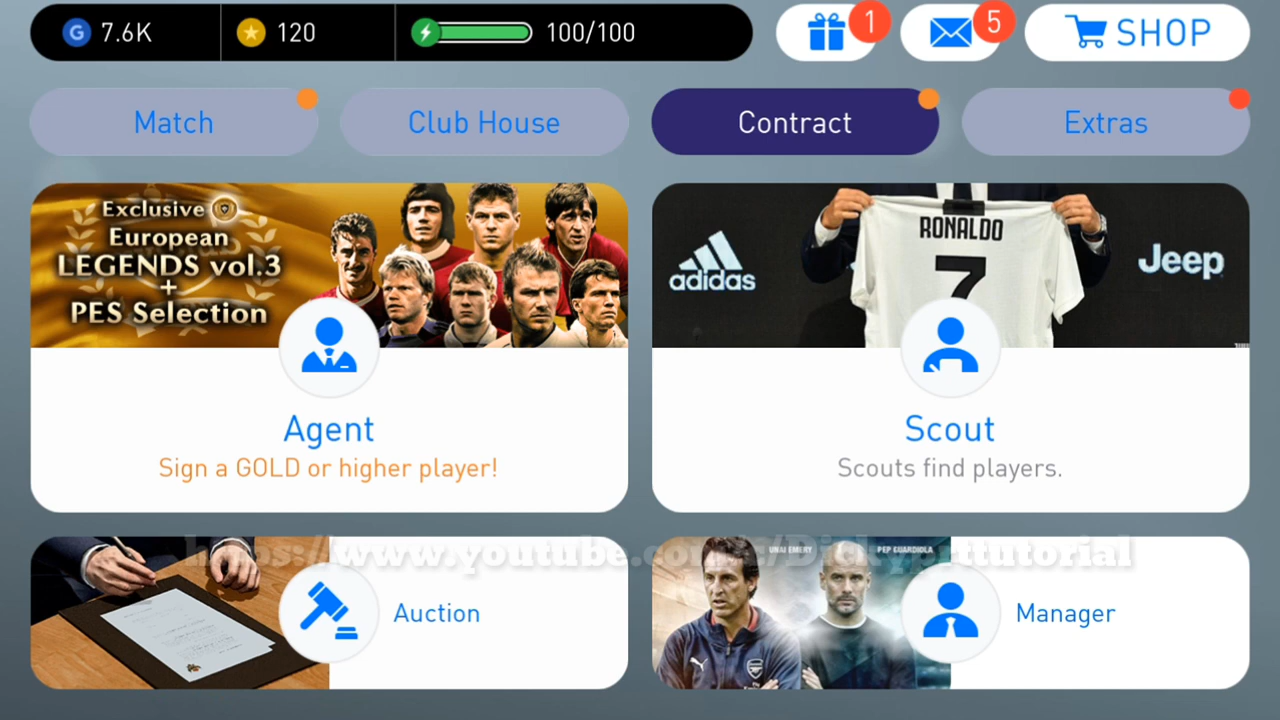 7.6K
120
100/100
1
5
SHOP
Match
Club House
Contract
Extras
Exclusive
European
LEGENDS vol.3
+
PES Selection
adidas
RONALDO
7
Jeep
Agent
Sign a GOLD or higher player!
Scout
Scouts find players.
UNAI EMERY
PEP GUARDIOLA
Auction
Manager